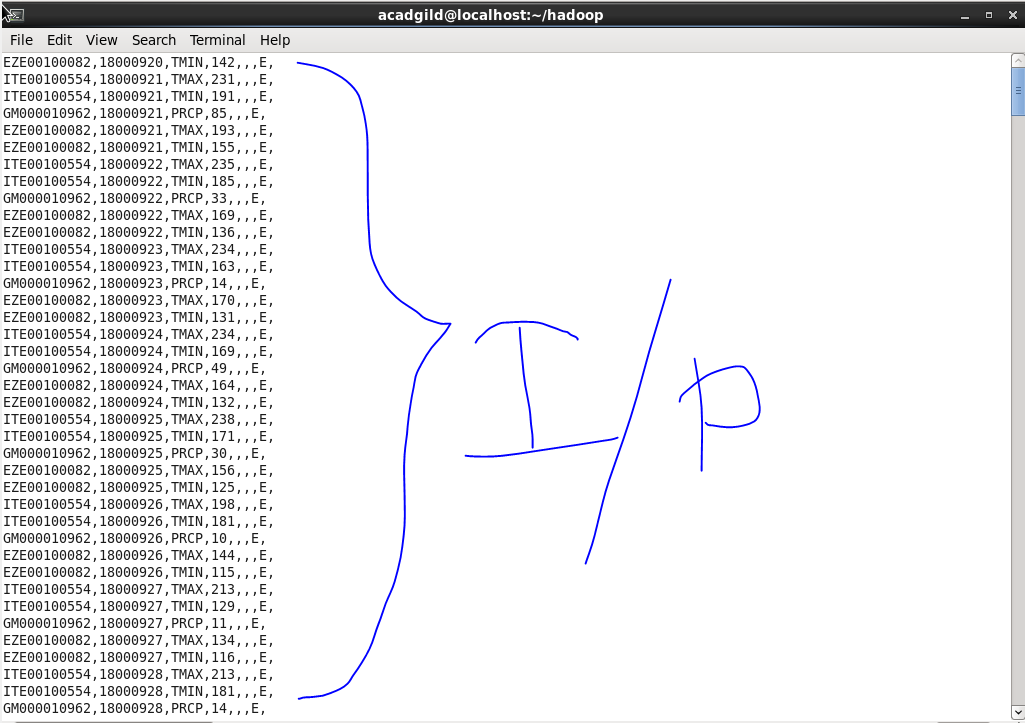 acadgild@localhost:~/hadoop
File Edit View Search Terminal Help
EZE00100082,18000920,TMIN,142,,,E,
ITE00100554,18000921,TMAX,231,,,E,
ITE00100554,18000921,TMIN,191,,,E,
GM000010962,18000921,PRCP,85,,,E,
EZE00100082,18000921,TMAX,193,,,E,
EZE00100082,18000921,TMIN,155,,,E,
ITE00100554,18000922,TMAX,235,,,E,
ITE00100554,18000922,TMIN,185,,,E,
GM000010962,18000922,PRCP,33,,,E,
EZE00100082,18000922,TMAX,169,,,E,
EZE00100082,18000922,TMIN,136,,,E,
ITE00100554,18000923,TMAX,234,,,E,
ITE00100554,18000923,TMIN,163,,,E,
GM000010962,18000923,PRCP,14,,,E,
EZE00100082,18000923,TMAX,170,,,E,
EZE00100082,18000923,TMIN,131,,,E,
ITE00100554,18000924,TMAX,234,,,E,
ITE00100554,18000924,TMIN,169,,,E,
GM000010962,18000924,PRCP,49,,,E,
EZE00100082,18000924,TMAX,164,,,E,
EZE00100082,18000924,TMIN,132,,,E,
ITE00100554,18000925,TMAX,238,,,E,
ITE00100554,18000925,TMIN,171,,,E,
GM000010962,18000925,PRCP,30,,,E,
EZE00100082,18000925,TMAX,156,,,E,
EZE00100082,18000925,TMIN,125,,,E,
ITE00100554,18000926,TMAX,198,,,E,
ITE00100554,18000926,TMIN,181,,,E,
GM000010962,18000926,PRCP,10,,,E,
EZE00100082,18000926,TMAX,144,,,E,
EZE00100082,18000926,TMIN,115,,,E,
ITE00100554,18000927,TMAX,213,,,E,
ITE00100554,18000927,TMIN,129,,,E,
GM000010962,18000927,PRCP,11,,,E,
EZE00100082,18000927,TMAX,134,,,E,
EZE00100082,18000927,TMIN,116,,,E,
ITE00100554,18000928,TMAX,213,,,E,
ITE00100554,18000928,TMIN,181,,,E,
GM000010962,18000928,PRCP,14,,,E,
I/P